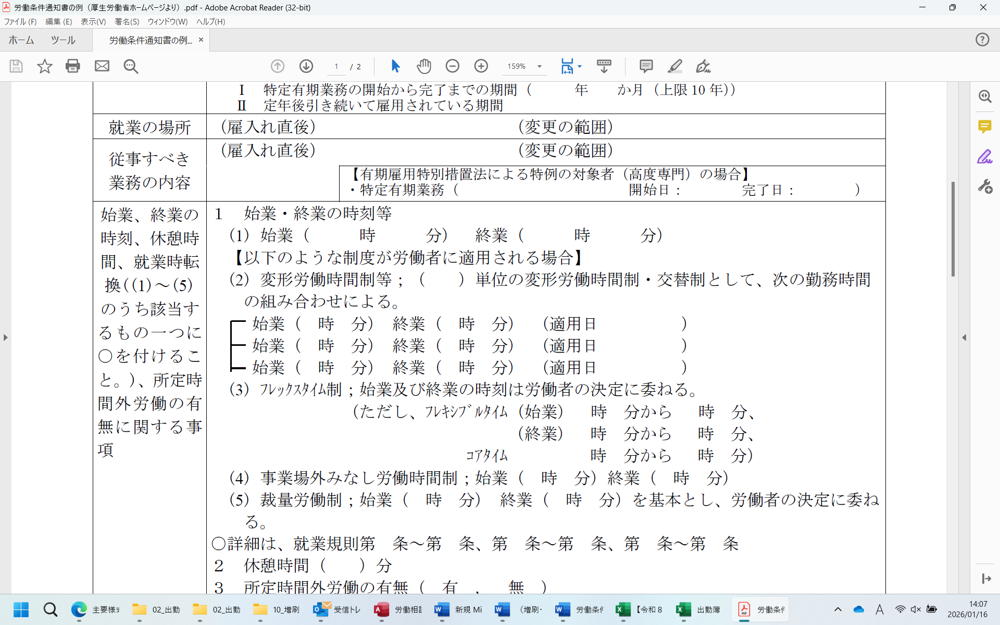 労働条件通知書の例（厚生労働省ホームページより）.pdf - Adobe Acrobat Reader (32-bit)
ファイル(F) 編集(E) 表示(V) 署名(S) ウィンドウ(W) ヘルプ(H)
ホーム ツール 労働条件通知書の例... ×
1 / 2 159%
Ⅰ 特定有期業務の開始から完了までの期間（ 年 か月（上限10年））
Ⅱ 定年後引き続いて雇用されている期間
就業の場所 （雇入れ直後） （変更の範囲）
従事すべき
業務の内容
（雇入れ直後） （変更の範囲）
【有期雇用特別措置法による特例の対象者（高度専門）の場合】
・特定有期業務（ 開始日： 完了日： ）
始業、終業の
時刻、休憩時
間、就業時転
換((1)～(5)
のうち該当す
るもの一つに
○を付けるこ
と。)、所定時
間外労働の有
無に関する事
項
１ 始業・終業の時刻等
(1) 始業（ 時 分） 終業（ 時 分）
【以下のような制度が労働者に適用される場合】
(2) 変形労働時間制等；（ ）単位の変形労働時間制・交替制として、次の勤務時間
の組み合わせによる。
始業（ 時 分） 終業（ 時 分） （適用日 ）
始業（ 時 分） 終業（ 時 分） （適用日 ）
始業（ 時 分） 終業（ 時 分） （適用日 ）
(3) ﾌﾚｯｸｽﾀｲﾑ制；始業及び終業の時刻は労働者の決定に委ねる。
（ただし、ﾌﾚｷｼﾌﾞﾙﾀｲﾑ（始業） 時 分から 時 分、
（終業） 時 分から 時 分、
ｺｱﾀｲﾑ 時 分から 時 分）
(4) 事業場外みなし労働時間制；始業（ 時 分）終業（ 時 分）
(5) 裁量労働制；始業（ 時 分） 終業（ 時 分）を基本とし、労働者の決定に委ね
る。
○詳細は、就業規則第 条～第 条、第 条～第 条、第 条～第 条
２ 休憩時間（ ）分
３ 所定時間外労働の有無（ 有 ， 無 ）
主要様式 02_出勤 02_出勤 10_増刷 受信トレ 労働相談 新規 Mi （増刷・ 労働条件 【令和 8 出勤簿 労働条件
A 14:07
2026/01/16